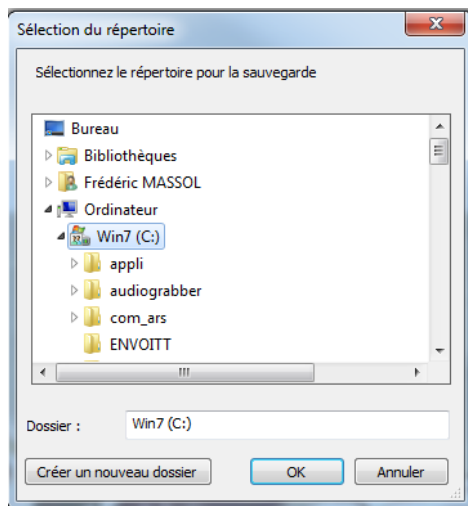 Sélection du répertoire
Sélectionnez le répertoire pour la sauvegarde
Bureau
Bibliothèques
Frédéric MASSOL
Ordinateur
Win7 (C:)
appli
audiograbber
com_ars
ENVOITT
Dossier :
Win7 (C:)
Créer un nouveau dossier
OK
Annuler